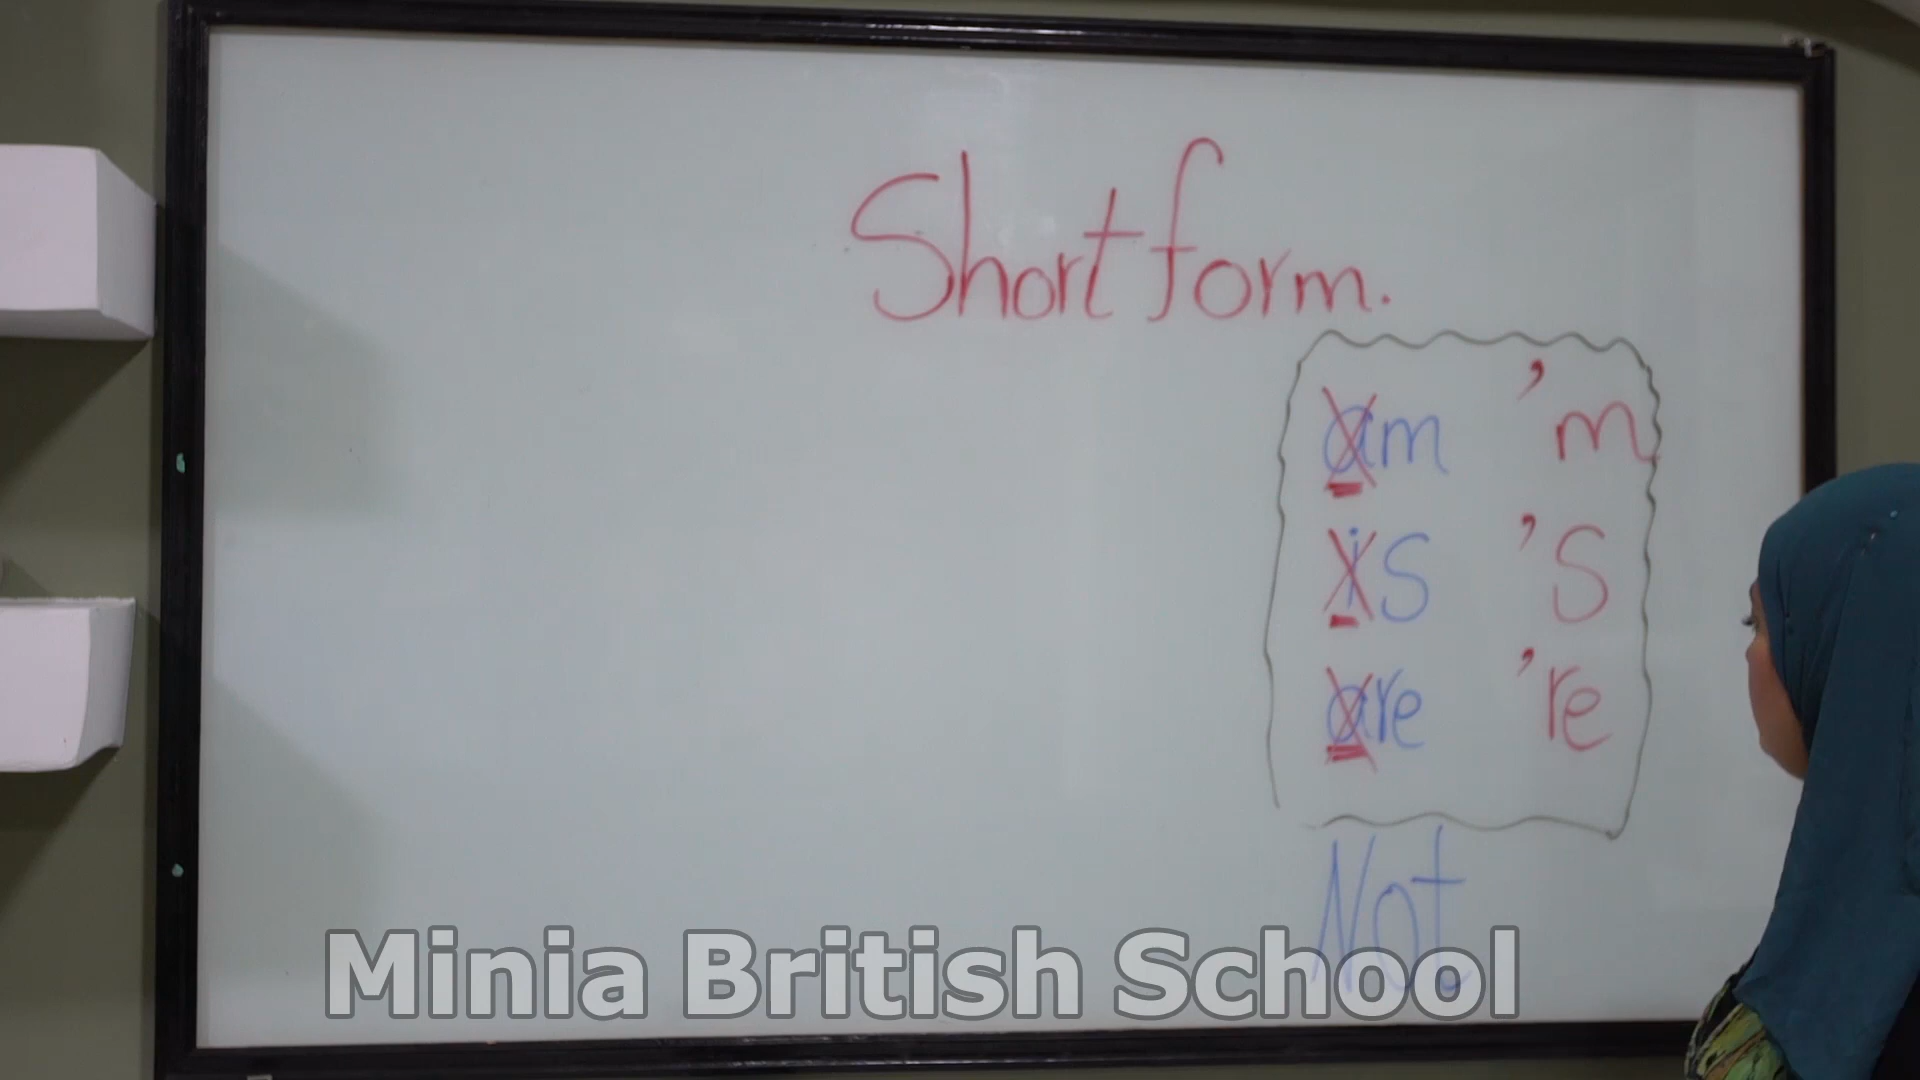 Short form.
am 'm
is 's
are 're
Not
Minia British School